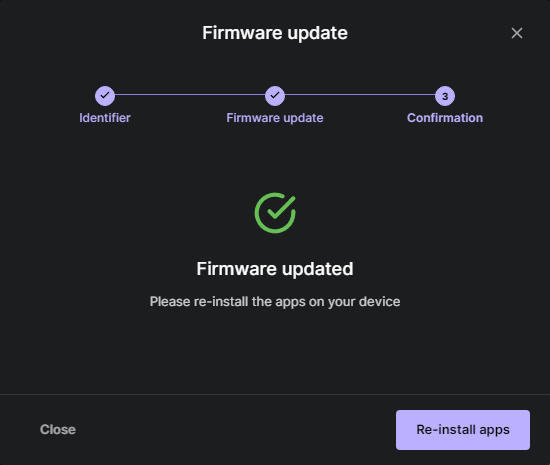 Firmware update
3
Identifier
Firmware update
Confirmation
Firmware updated
Please re-install the apps on your device
Close
Re-install apps